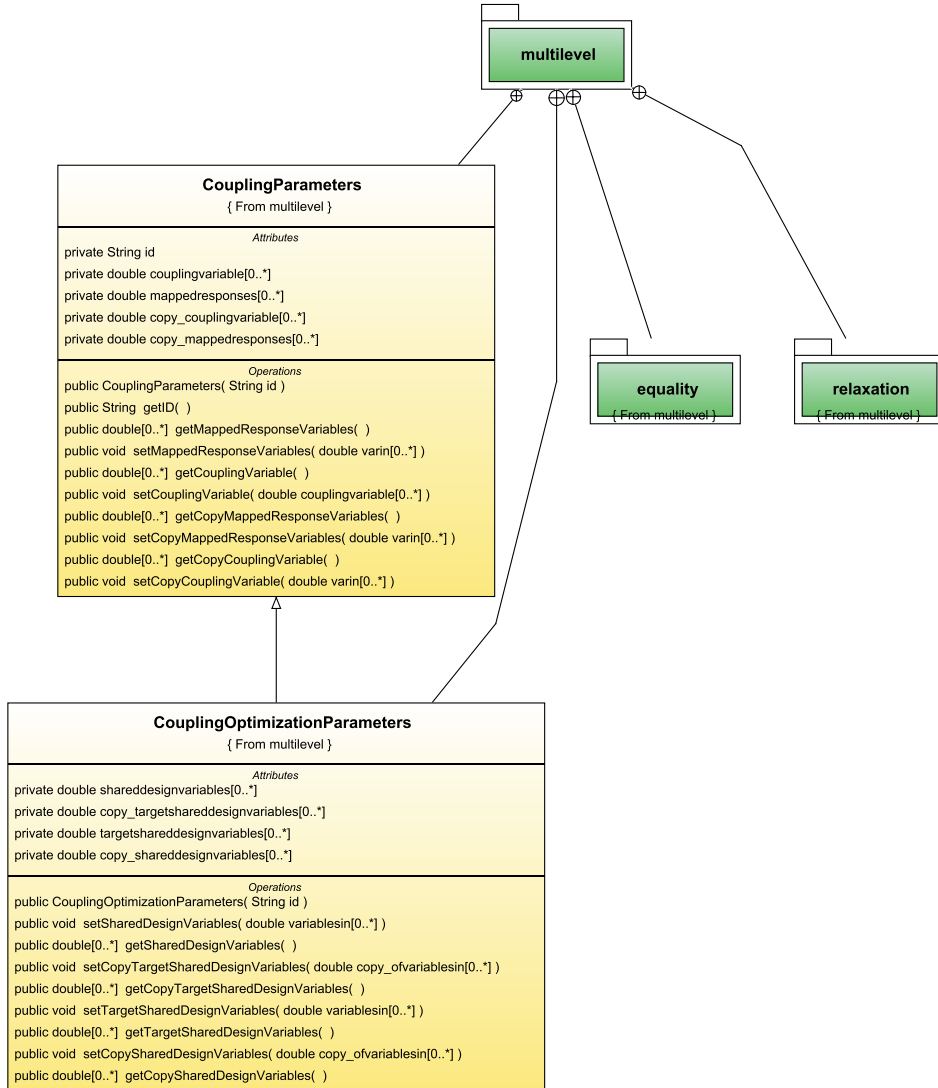 multilevel
CouplingParameters
{ From multilevel }
Attributes
private String id
private double couplingvariable[0..*]
private double mappedresponses[0..*]
private double copy_couplingvariable[0..*]
private double copy_mappedresponses[0..*]
Operations
public CouplingParameters( String id )
public String  getID(  )
public double[0..*]  getMappedResponseVariables(  )
public void  setMappedResponseVariables( double varin[0..*] )
public double[0..*]  getCouplingVariable(  )
public void  setCouplingVariable( double couplingvariable[0..*] )
public double[0..*]  getCopyMappedResponseVariables(  )
public void  setCopyMappedResponseVariables( double varin[0..*] )
public double[0..*]  getCopyCouplingVariable(  )
public void  setCopyCouplingVariable( double varin[0..*] )
equality
{ From multilevel }
relaxation
{ From multilevel }
CouplingOptimizationParameters
{ From multilevel }
Attributes
private double shareddesignvariables[0..*]
private double copy_targetshareddesignvariables[0..*]
private double targetshareddesignvariables[0..*]
private double copy_shareddesignvariables[0..*]
Operations
public CouplingOptimizationParameters( String id )
public void  setSharedDesignVariables( double variablesin[0..*] )
public double[0..*]  getSharedDesignVariables(  )
public void  setCopyTargetSharedDesignVariables( double copy_ofvariablesin[0..*] )
public double[0..*]  getCopyTargetSharedDesignVariables(  )
public void  setTargetSharedDesignVariables( double variablesin[0..*] )
public double[0..*]  getTargetSharedDesignVariables(  )
public void  setCopySharedDesignVariables( double copy_ofvariablesin[0..*] )
public double[0..*]  getCopySharedDesignVariables(  )